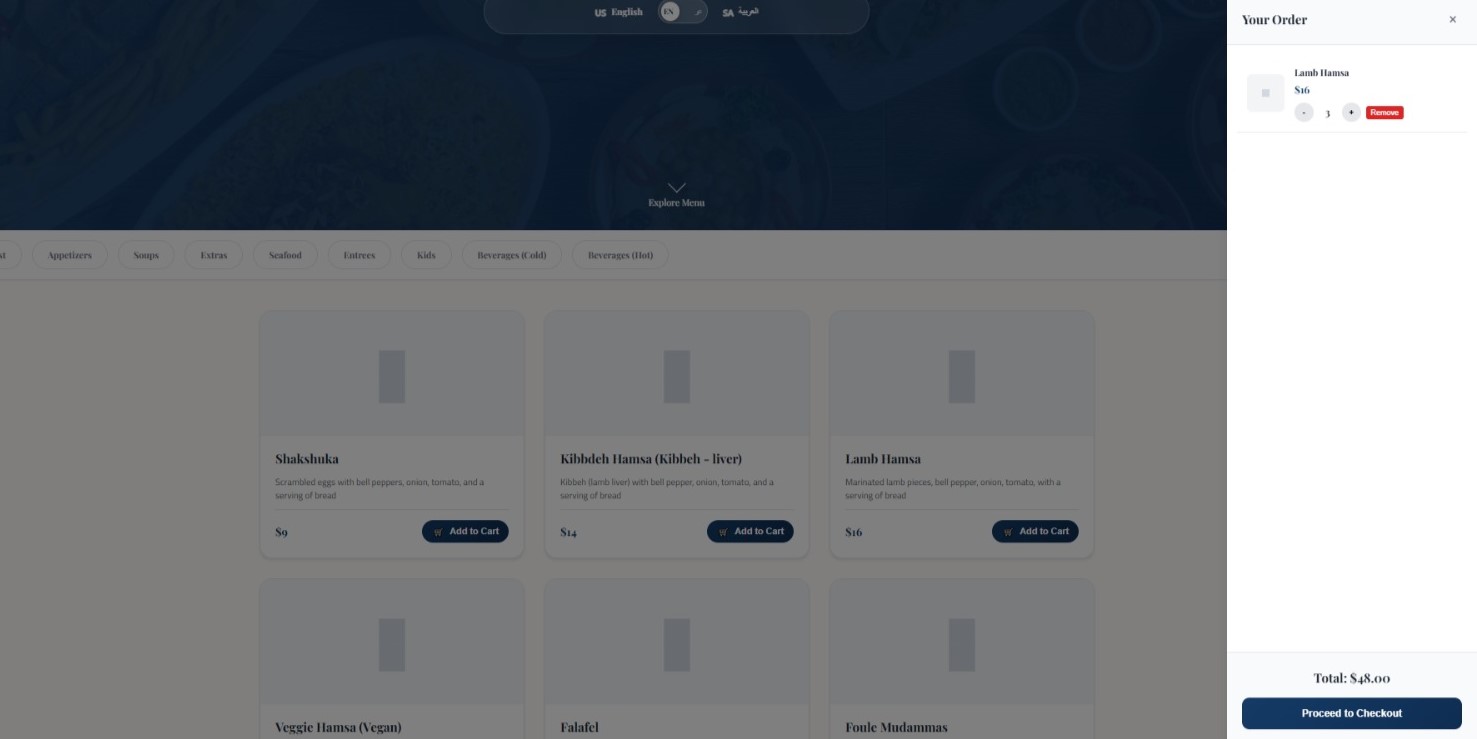 US English EN ع SA العربية
Explore Menu
st Appetizers Soups Extras Seafood Entrees Kids Beverages (Cold) Beverages (Hot)
Shakshuka
Scrambled eggs with bell peppers, onion, tomato, and a
serving of bread
$9 Add to Cart
Kibbdeh Hamsa (Kibbeh - liver)
Kibbeh (lamb liver) with bell pepper, onion, tomato, and a
serving of bread
$14 Add to Cart
Lamb Hamsa
Marinated lamb pieces, bell pepper, onion, tomato, with a
serving of bread
$16 Add to Cart
Veggie Hamsa (Vegan)
Falafel
Foule Mudammas
Your Order ×
Lamb Hamsa
$16
- 3 + Remove
Total: $48.00
Proceed to Checkout